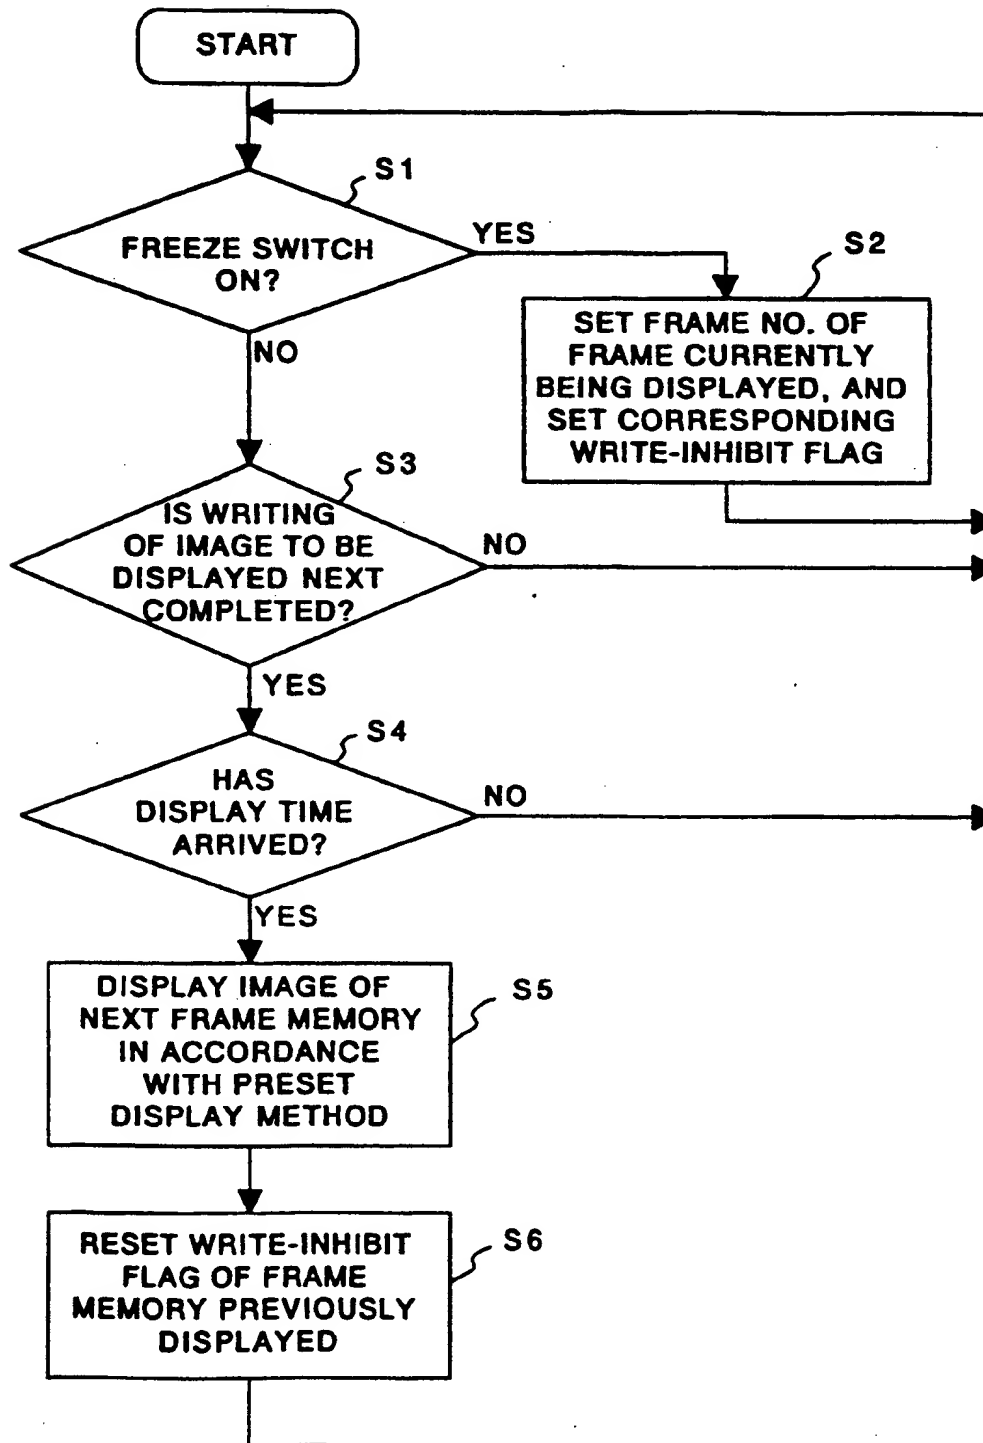 START
S1
FREEZE SWITCH
ON?
YES
NO
S2
SET FRAME NO. OF
FRAME CURRENTLY
BEING DISPLAYED, AND
SET CORRESPONDING
WRITE-INHIBIT FLAG
S3
IS WRITING
OF IMAGE TO BE
DISPLAYED NEXT
COMPLETED?
NO
YES
S4
HAS
DISPLAY TIME
ARRIVED?
NO
YES
S5
DISPLAY IMAGE OF
NEXT FRAME MEMORY
IN ACCORDANCE
WITH PRESET
DISPLAY METHOD
S6
RESET WRITE-INHIBIT
FLAG OF FRAME
MEMORY PREVIOUSLY
DISPLAYED